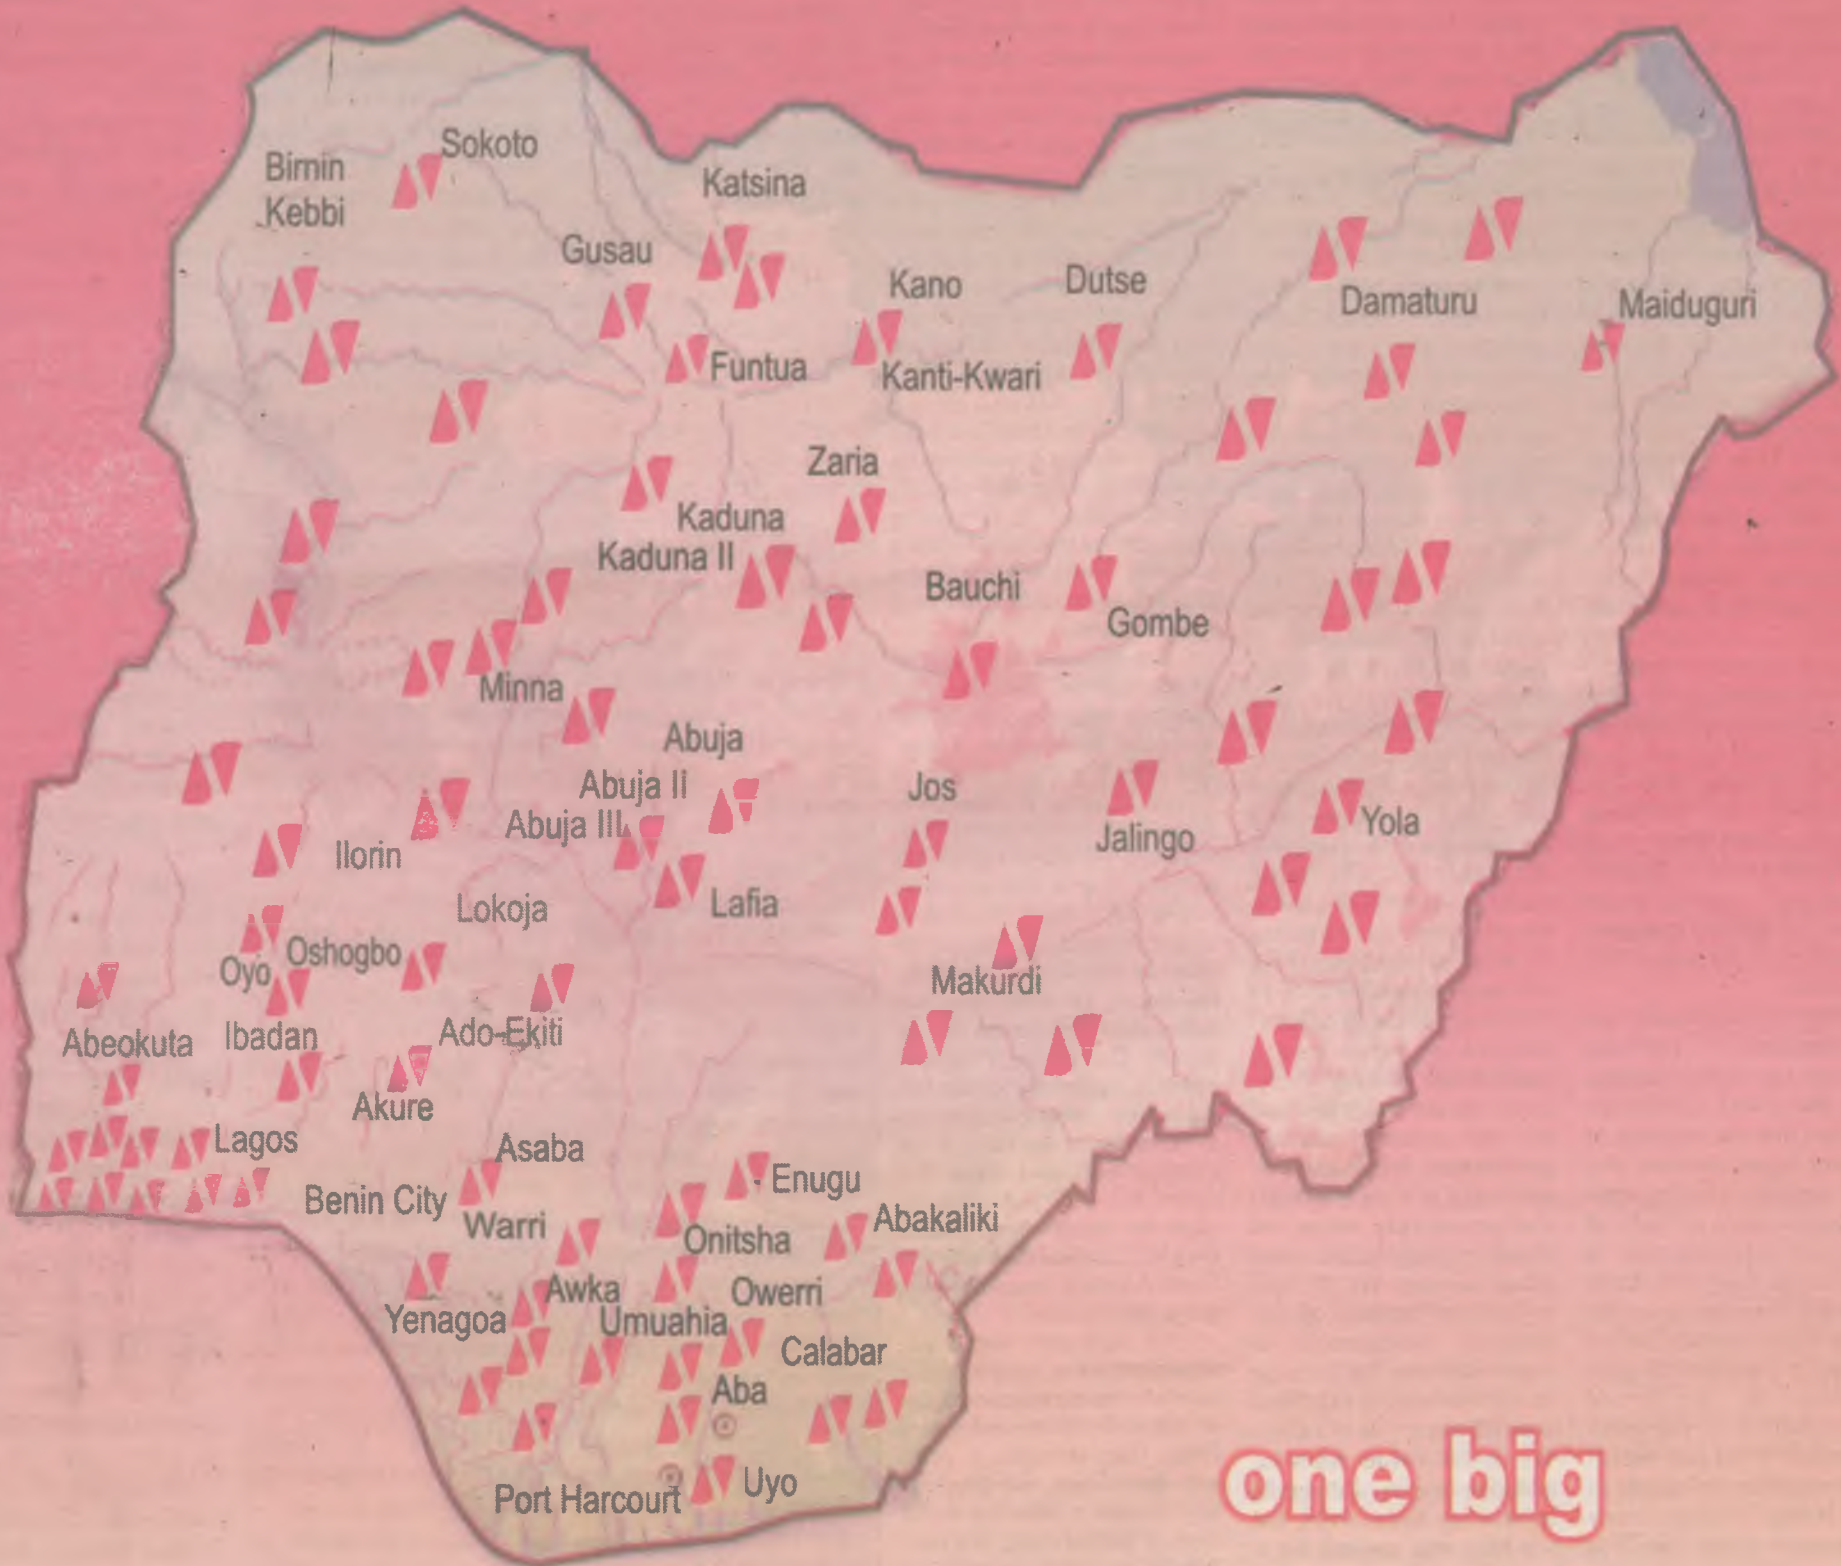 Sokoto
Birnin
Kebbi
Katsina
Gusau
Kano
Dutse
Damaturu
Maiduguri
Funtua
Kanti-Kwari
Zaria
Kaduna
Kaduna II
Bauchi
Gombe
Minna
Abuja
Abuja Ii
Abuja III
Jos
Jalingo
Yola
Ilorin
Lokoja
Lafia
Oshogbo
Oyo
Makurdi
Abeokuta
Ibadan
Ado-Ekiti
Akure
Lagos
Asaba
Benin City
Enugu
Warri
Onitsha
Abakaliki
Awka
Owerri
Yenagoa
Umuahia
Calabar
Aba
Port Harcourt
Uyo
one big